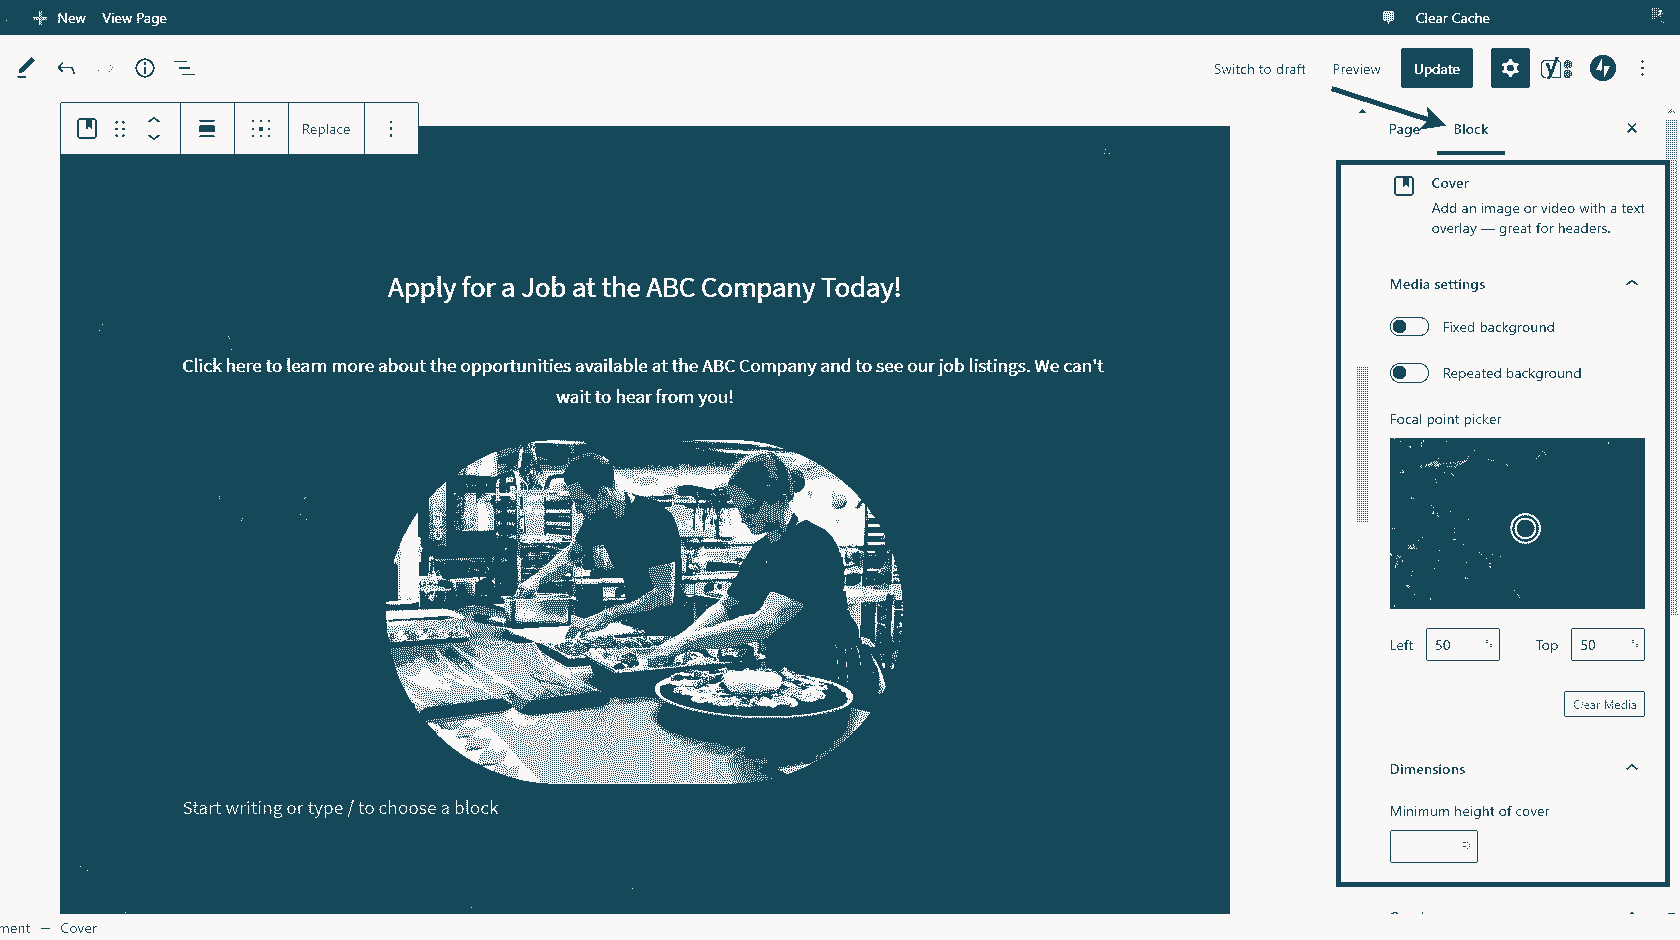 New View Page Clear Cache
Switch to draft Preview Update
Replace
Page Block
Cover
Add an image or video with a text
overlay — great for headers.
Media settings
Fixed background
Repeated background
Focal point picker
Left 50 Top 50
Clear Media
Dimensions
Minimum height of cover
Apply for a Job at the ABC Company Today!
Click here to learn more about the opportunities available at the ABC Company and to see our job listings. We can't
wait to hear from you!
Start writing or type / to choose a block
ment — Cover